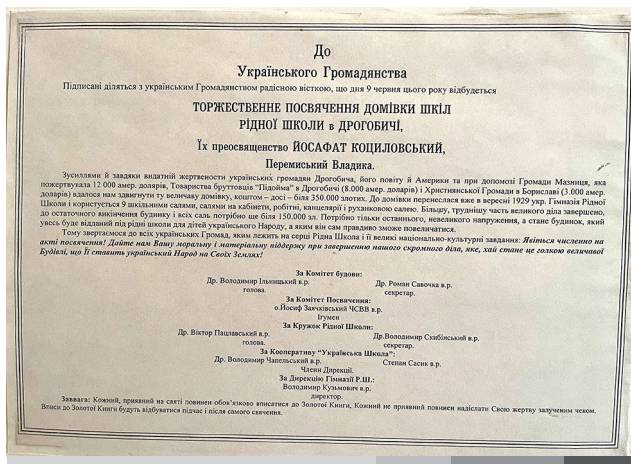 До
Українського Громадянства
Підписані діляться з українським Громадянством радісною вісткою, що дня 9 червня цього року відбудеться
ТОРЖЕСТВЕННЕ ПОСВЯЧЕННЯ ДОМІВКИ ШКІЛ
РІДНОЇ ШКОЛИ в ДРОГОБИЧІ,
Їх преосвященство ЙОСАФАТ КОЦИЛОВСЬКИЙ,
Перемиський Владика.
Зусиллями й завдяки видатній жертвености українських громадян Дрогобича, його повіту й Америки та при допомозі Громади Мазниця, яка
пожертвувала 12 000 амер. долярів, Товариства бруттовців "Підойма" в Дрогобичі (8.000 амер. доларів) і Християнської Громади в Бориславі (3.000 амер.
доларів) вдалося нам здвигнути ту величаву домівку, коштом – досі – біля 350.000 злотих. До домівки перенеслася вже в вересні 1929 укр. Гімназія Рідної
Школи і користується 9 шкільними салями, салями на кабінети, робітні, канцелярії і руханковою салею. Більшу, труднішу часть великого діла завершено,
до остаточного викінчення будинку і всіх саль потрібно ще біля 150.000 зл. Потрібно тільки останнього, невеликого напруження, а стане будинок, який
увесь буде відданий під рідні школи для дітей українського Народу, а яким він сам правдиво зможе повеличатися.
Тому звертаємося до всіх українських Громад, яким лежить на серці Рідна Школа і її великі національно-культурні завдання: Явіться численно на
акті посвячення! Дайте нам Вашу моральну й матеріяльну піддержу при завершенню нашого скромного діла, яке, хай стане це голкою величавої
Будівлі, що Її ставить український Народ на Своїх Землях!
За Комітет будови:
Др. Володимир Ільницький в.р. Др. Роман Савойка в.р.
голова. секретар.
За Комітет Посвячення:
о.Йосиф Заячківський ЧСВВ в.р.
Ігумен
За Кружок Рідної Школи:
Др. Віктор Пацлавський в.р. Др.Володимир Скибінський в.р.
голова. секретар.
За Кооперативу "Українська Школа":
Др. Володимир Чапельський в.р. Степан Сасик в.р.
Члени Дирекції.
За Дирекцію Гімназії Р.Ш.:
Володимир Кузьмович в.р.
директор.
Заввага: Кожний, приявний на святі повинен обов'язково вписатися до Золотої Книги, Кожний не приявний повинен надіслати Свою жертву залученим чеком.
Вписи до Золотої Книги будуть відбуватися підчас і після самого свячення.